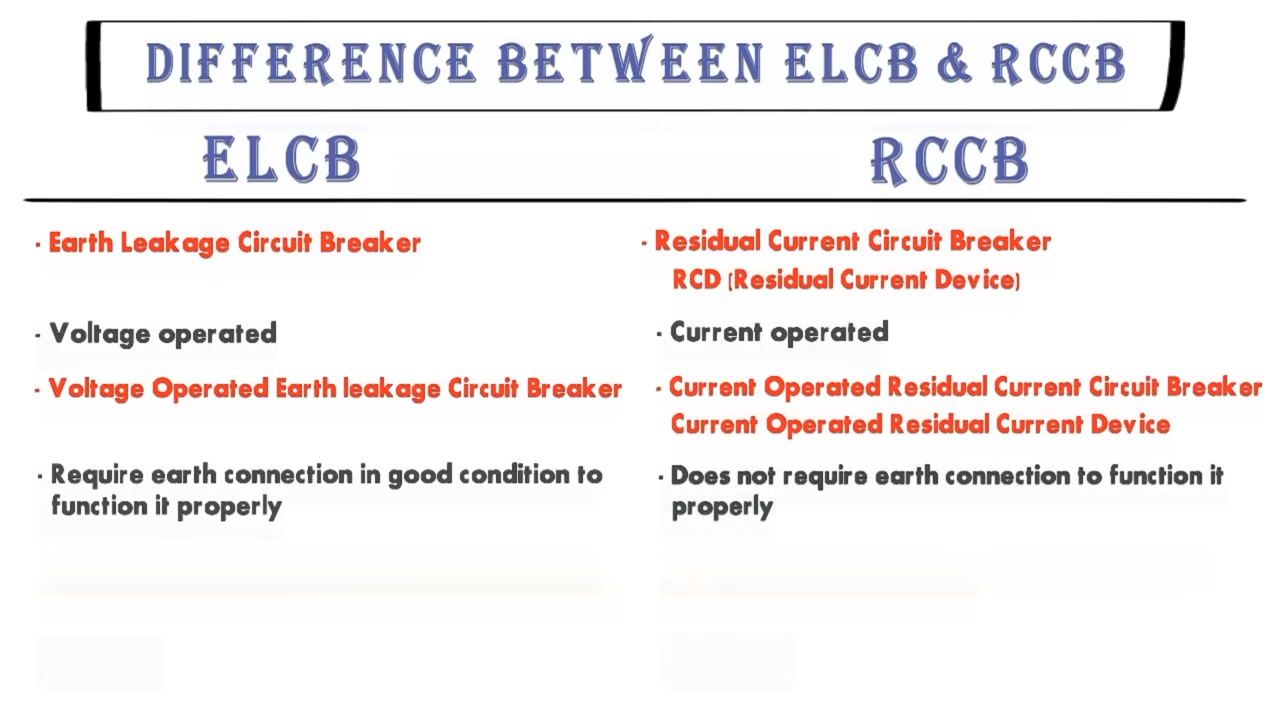 DIFFERENCE BETWEEN ELCB & RCCB
ELCB
- Earth Leakage Circuit Breaker
- Voltage operated
- Voltage Operated Earth leakage Circuit Breaker
- Require earth connection in good condition to
function it properly
RCCB
- Residual Current Circuit Breaker
RCD (Residual Current Device)
- Current operated
- Current Operated Residual Current Circuit Breaker
Current Operated Residual Current Device
- Does not require earth connection to function it
properly